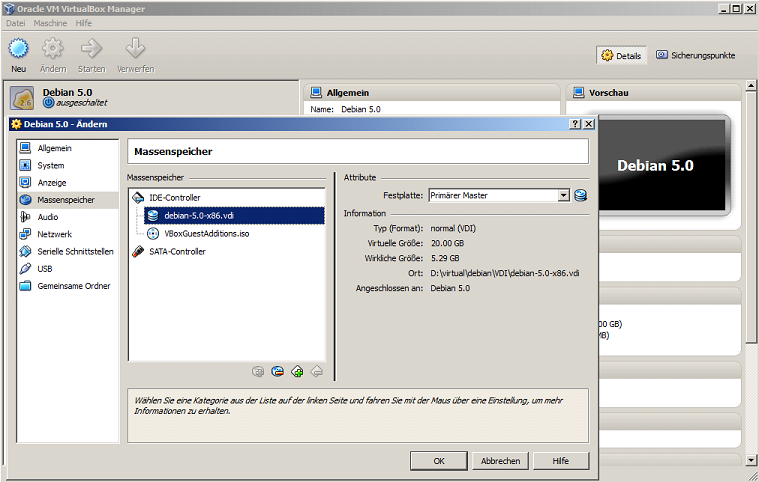 Oracle VM VirtualBox Manager
Datei Maschine Hilfe
Neu Ändern Starten Verwerfen
Details Sicherungspunkte
Debian 5.0
ausgeschaltet
2.6
Allgemein
Name: Debian 5.0
Vorschau
Debian 5.0
Debian 5.0 - Ändern
Allgemein
System
Anzeige
Massenspeicher
Audio
Netzwerk
Serielle Schnittstellen
USB
Gemeinsame Ordner
Massenspeicher
Massenspeicher
IDE-Controller
debian-5.0-x86.vdi
VBoxGuestAdditions.iso
SATA-Controller
Attribute
Festplatte: Primärer Master
Information
Typ (Format): normal (VDI)
Virtuelle Größe: 20.00 GB
Wirkliche Größe: 5.29 GB
Ort: D:\virtual\debian\VDI\debian-5.0-x86.vdi
Angeschlossen an: Debian 5.0
Wählen Sie eine Kategorie aus der Liste auf der linken Seite und fahren Sie mit der Maus über eine Einstellung, um mehr
Informationen zu erhalten.
OK Abbrechen Hilfe
00 GB)
MB)